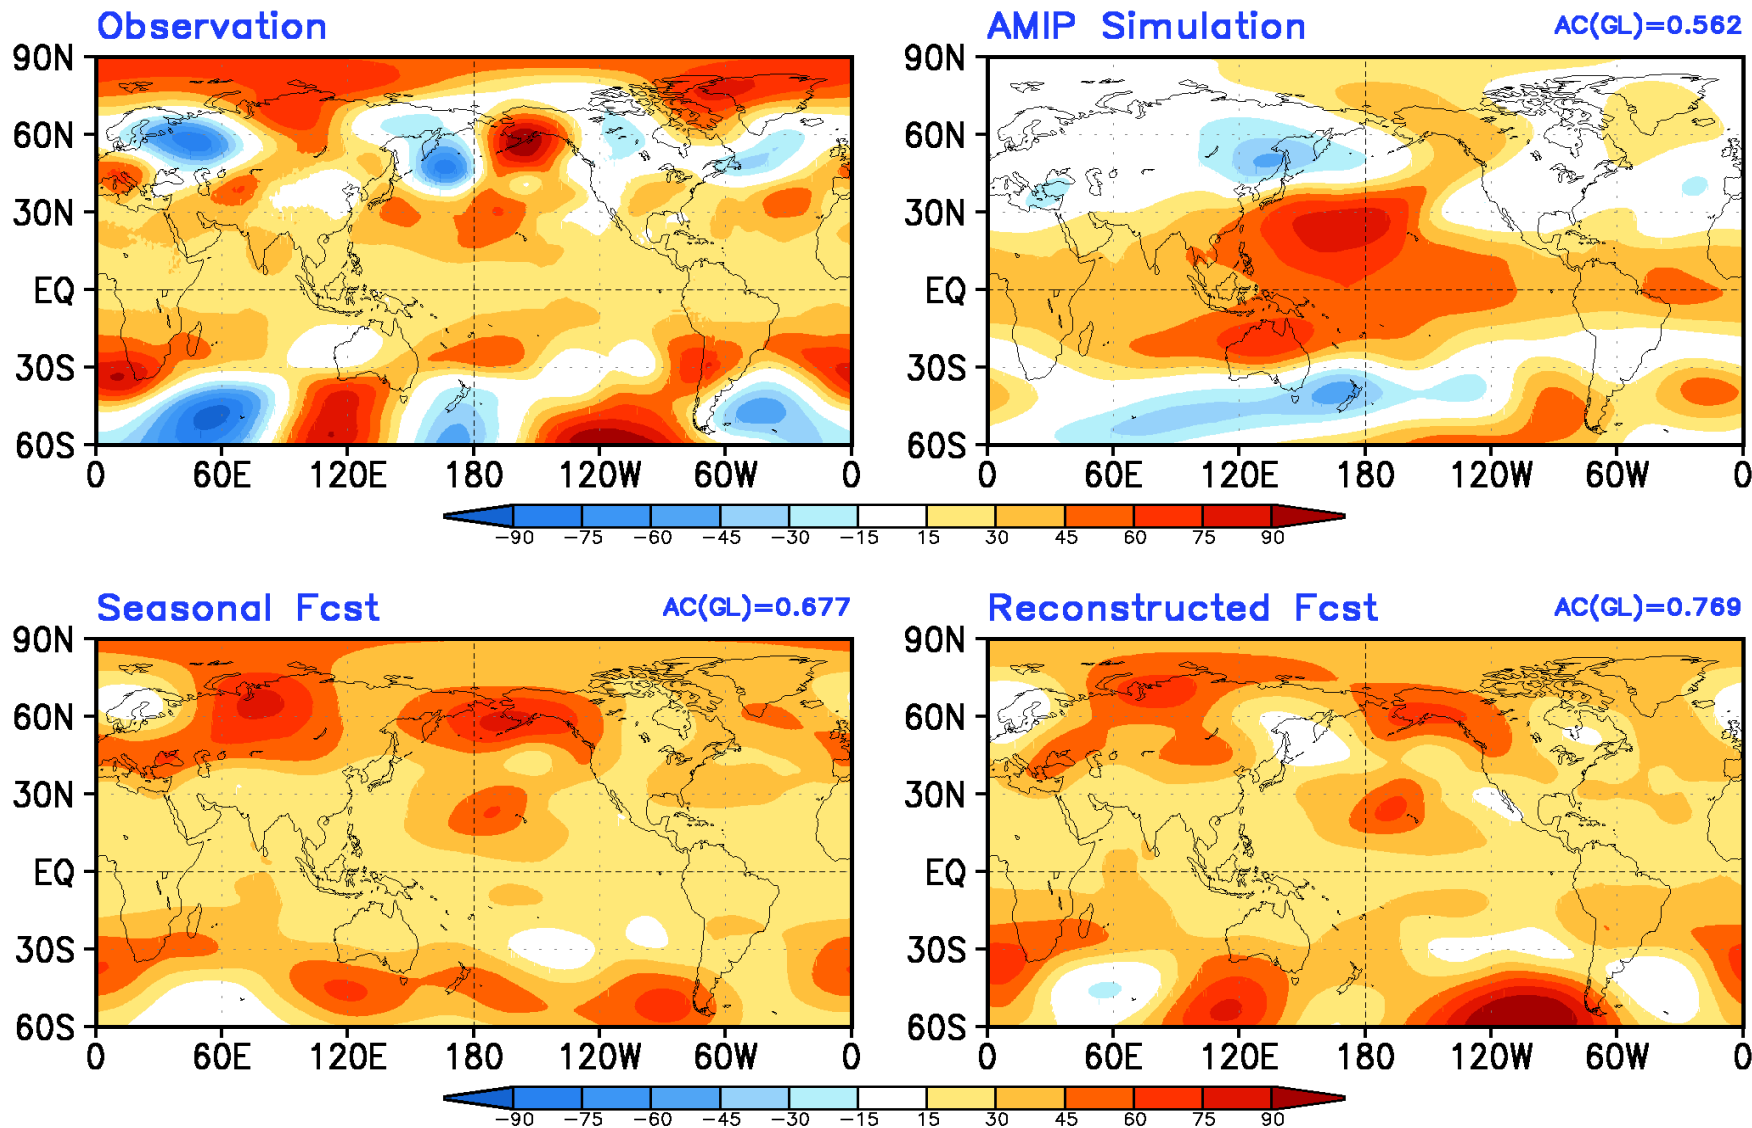 Observation
AMIP Simulation AC(GL)=0.562
90N 90N
60N 60N
30N 30N
EQ EQ
30S 30S
60S 60S
0 60E 120E 180 120W 60W 0 0 60E 120E 180 120W 60W 0
-90 -75 -60 -45 -30 -15 15 30 45 60 75 90
Seasonal Fcst AC(GL)=0.677
Reconstructed Fcst AC(GL)=0.769
90N 90N
60N 60N
30N 30N
EQ EQ
30S 30S
60S 60S
0 60E 120E 180 120W 60W 0 0 60E 120E 180 120W 60W 0
-90 -75 -60 -45 -30 -15 15 30 45 60 75 90